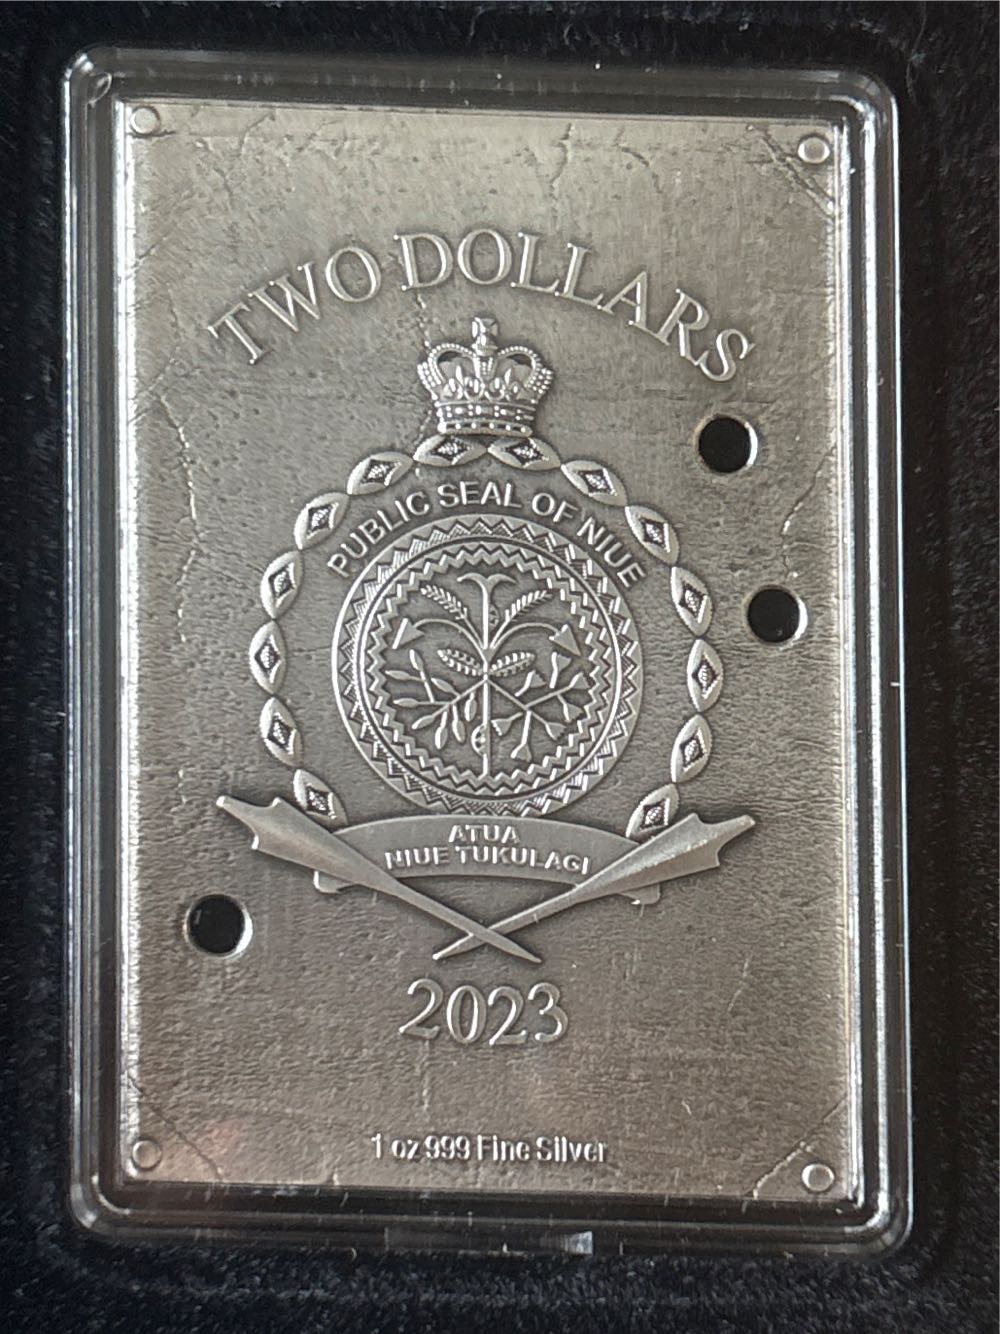 TWO DOLLARS
PUBLIC SEAL OF NIUE
ATUA
NIUE TUKULAGI
2023
1 oz 999 Fine Silver